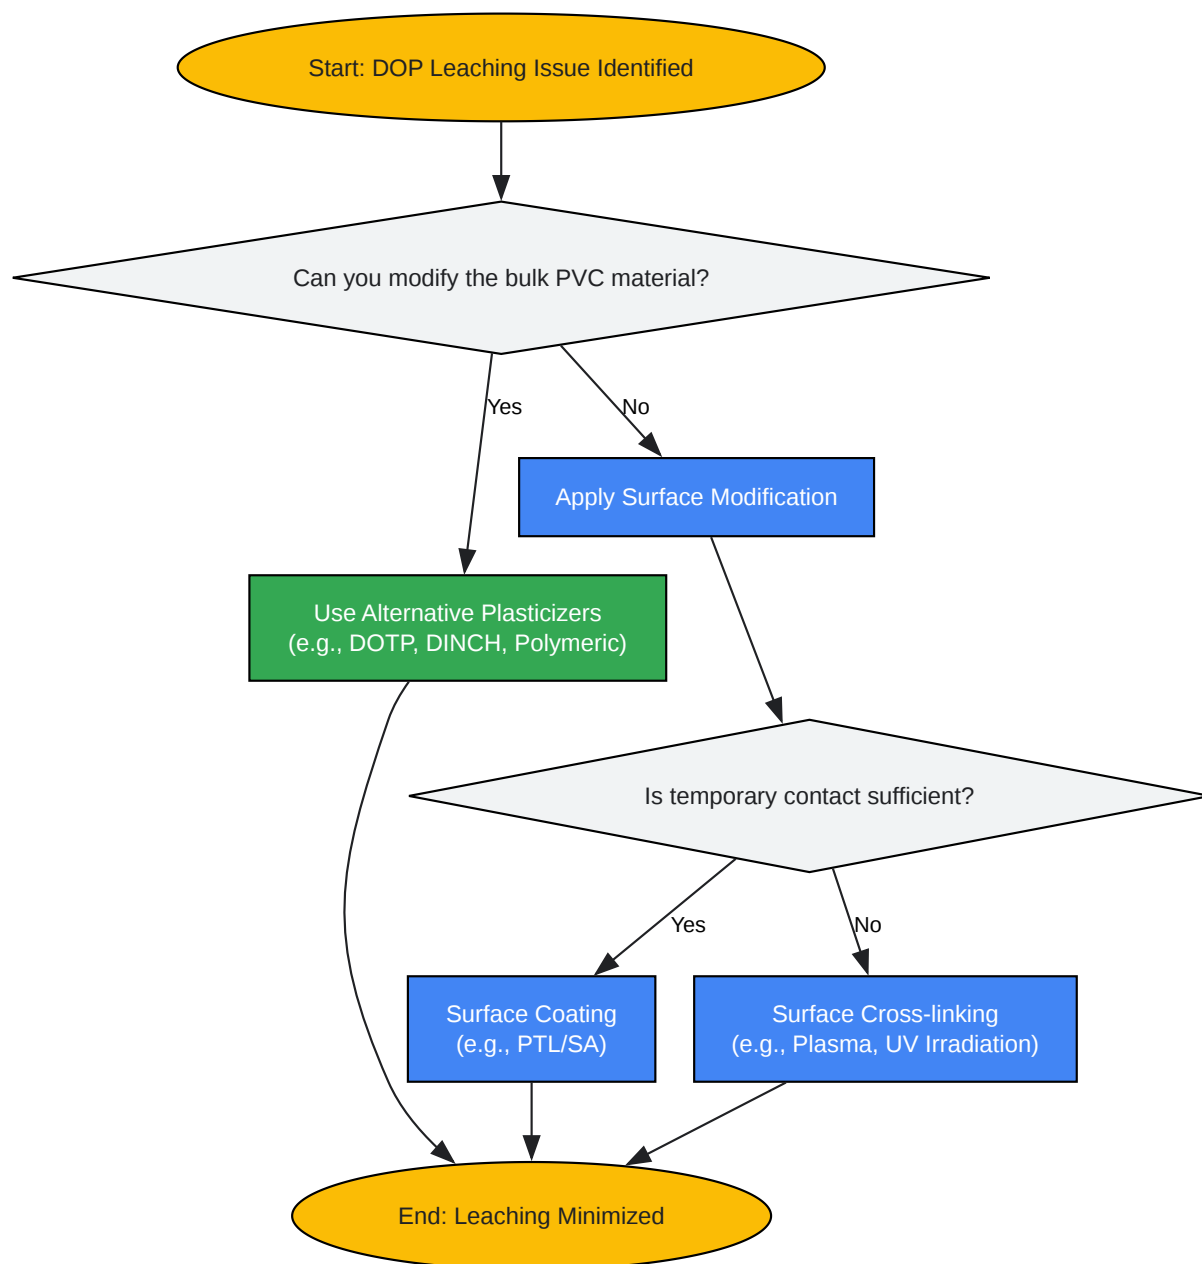 Start: DOP Leaching Issue Identified
Can you modify the bulk PVC material?
Yes
No
Apply Surface Modification
Use Alternative Plasticizers
(e.g., DOTP, DINCH, Polymeric)
Is temporary contact sufficient?
Yes
No
Surface Coating
(e.g., PTL/SA)
Surface Cross-linking
(e.g., Plasma, UV Irradiation)
End: Leaching Minimized